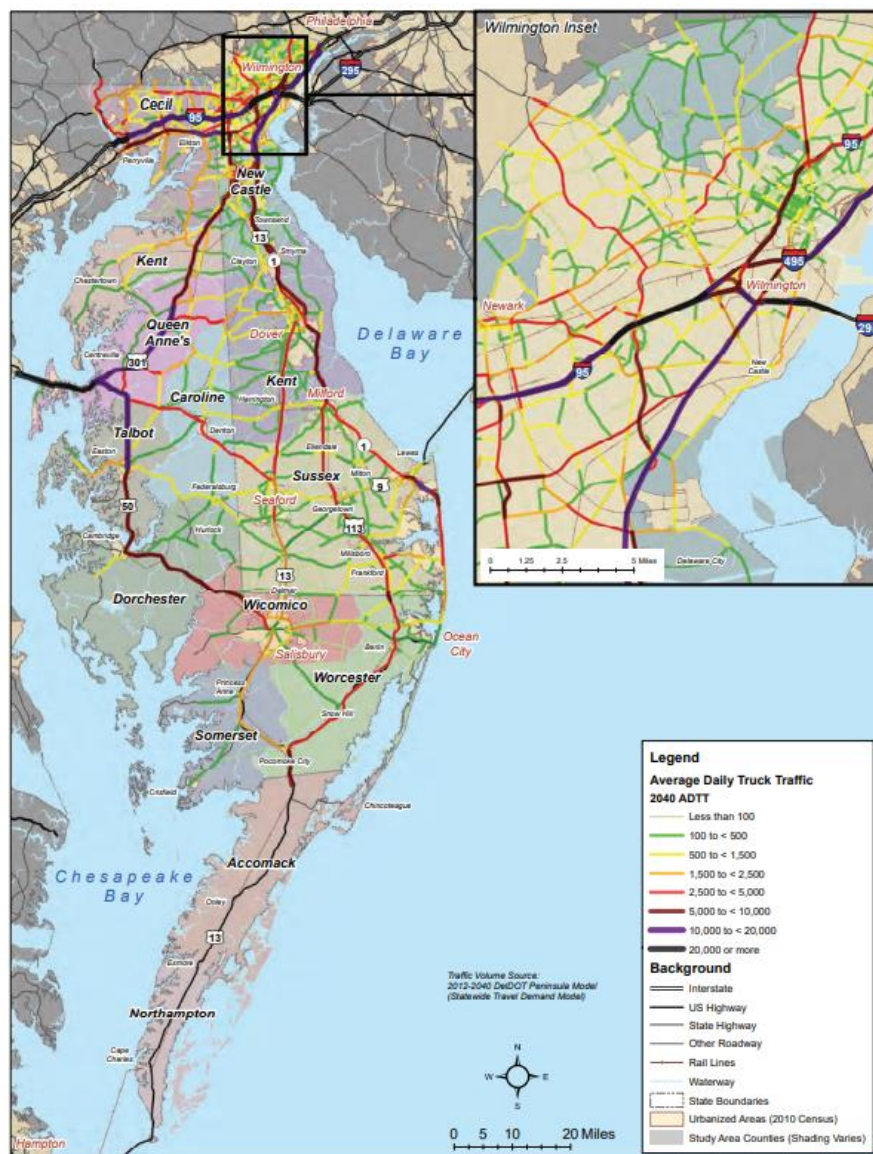 Philadelphia
Wilmington
295
Cecil
95
Elkton
Perryville
New
Castle
Townsend
13
Smyrna
Clayton
1
Kent
Chestertown
Queen
Anne's
Dover
Delaware
Bay
Centreville
301
Kent
Caroline
Harrington
Milford
Talbot
Denton
Ellendale
1
Lewes
Easton
Sussex
Milton
Federalsburg
9
Seaford
50
Georgetown
Hurlock
113
Cambridge
Millsboro
13
Frankford
Delmar
Dorchester
Wicomico
Ocean
City
Salisbury
Berlin
Princess
Anne
Worcester
Snow Hill
Somerset
Pocomoke City
Crisfield
Chincoteague
Accomack
Chesapeake
Bay
Onley
13
Exmore
Northampton
Cape
Charles
Hampton
Wilmington Inset
95
495
Wilmington
Newark
295
95
New
Castle
0 1.25 2.5 5 Miles
Delaware City
Legend
Average Daily Truck Traffic
2040 ADTT
Less than 100
100 to < 500
500 to < 1,500
1,500 to < 2,500
2,500 to < 5,000
5,000 to < 10,000
10,000 to < 20,000
20,000 or more
Background
Interstate
US Highway
State Highway
Other Roadway
Rail Lines
Waterway
State Boundaries
Urbanized Areas (2010 Census)
Study Area Counties (Shading Varies)
Traffic Volume Source:
2012-2040 DelDOT Peninsula Model
(Statewide Travel Demand Model)
N
W E
S
0 5 10 20 Miles